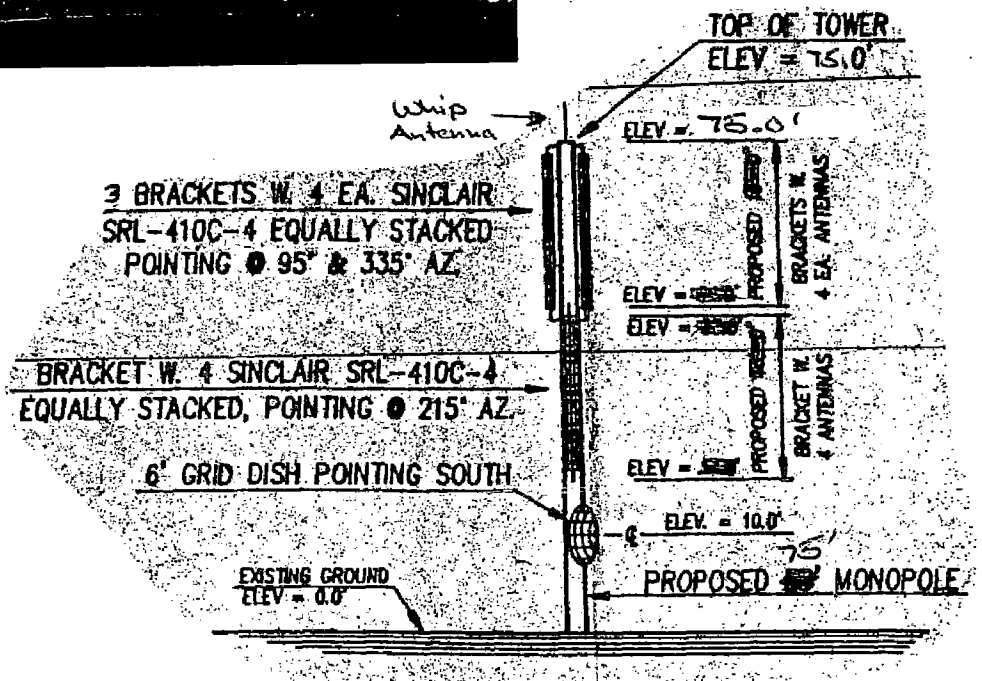 TOP OF TOWER
ELEV = 75.0'
Whip
Antenna
ELEV = 75.0'
3 BRACKETS W. 4 EA. SINCLAIR
SRL-410C-4 EQUALLY STACKED
POINTING @ 95° & 335° AZ.
PROPOSED
BRACKETS W.
4 EA. ANTENNAS
ELEV =
ELEV =
BRACKET W. 4 SINCLAIR SRL-410C-4
EQUALLY STACKED, POINTING @ 215° AZ.
PROPOSED
BRACKET W.
4 ANTENNAS
ELEV =
6' GRID DISH POINTING SOUTH
ELEV. = 10.0'
EXISTING GROUND
ELEV = 0.0'
PROPOSED 75' MONOPOLE